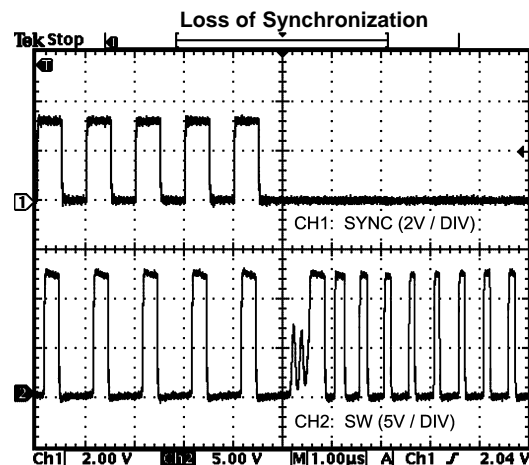 Loss of Synchronization
Tek Stop
T
1
CH1: SYNC (2V / DIV)
2
CH2: SW (5V / DIV)
Ch1 2.00 V Ch2 5.00 V M 1.00µs A Ch1 2.04 V